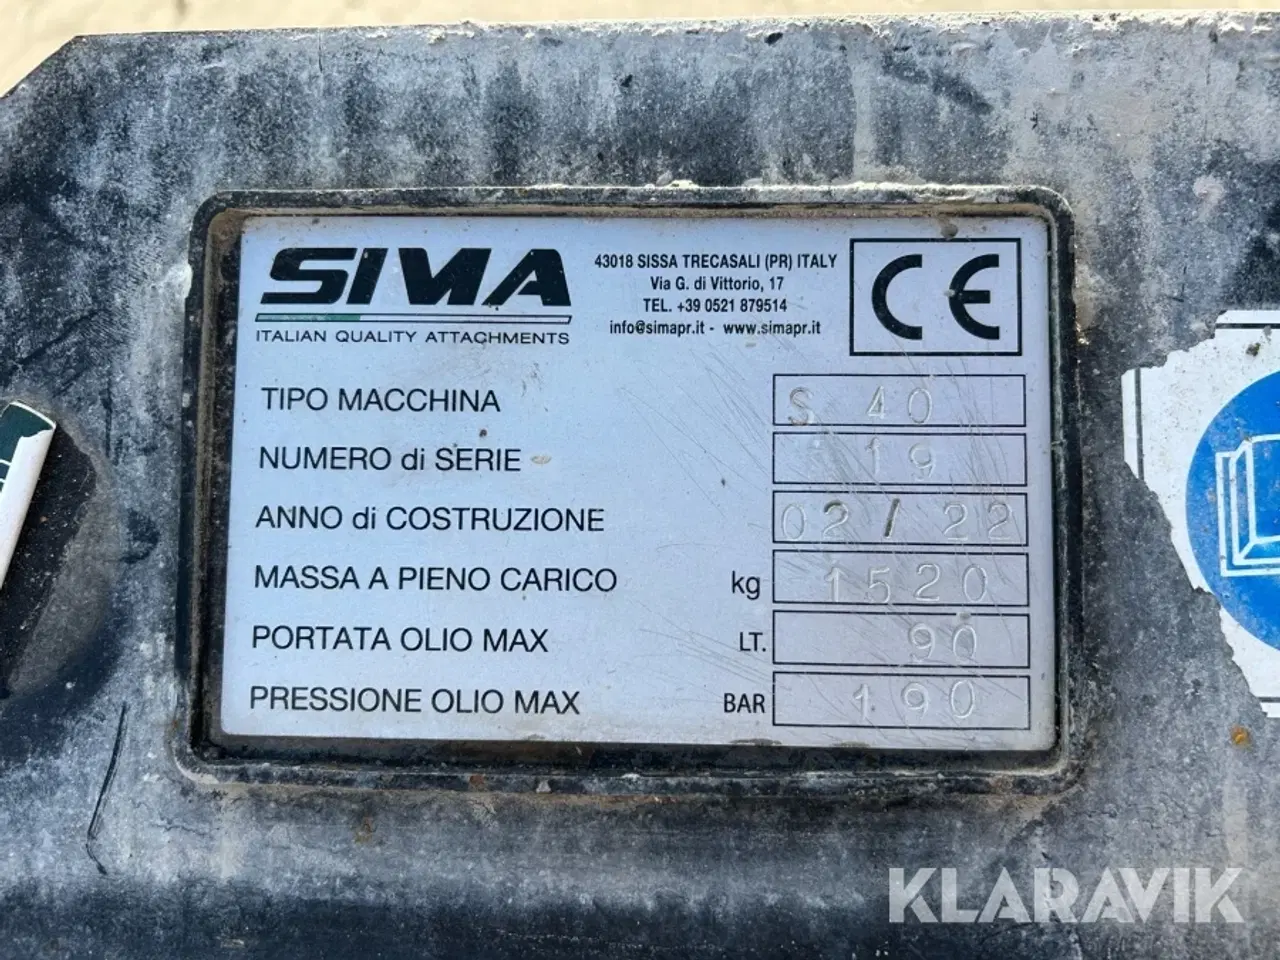 SIMA
ITALIAN QUALITY ATTACHMENTS
43018 SISSA TRECASALI (PR) ITALY
Via G. di Vittorio, 17
TEL. +39 0521 879514
info@simapr.it - www.simapr.it
CE
TIPO MACCHINA S 40
NUMERO di SERIE 19
ANNO di COSTRUZIONE 02/22
MASSA A PIENO CARICO kg 1520
PORTATA OLIO MAX LT. 90
PRESSIONE OLIO MAX BAR 190
KLARAVIK